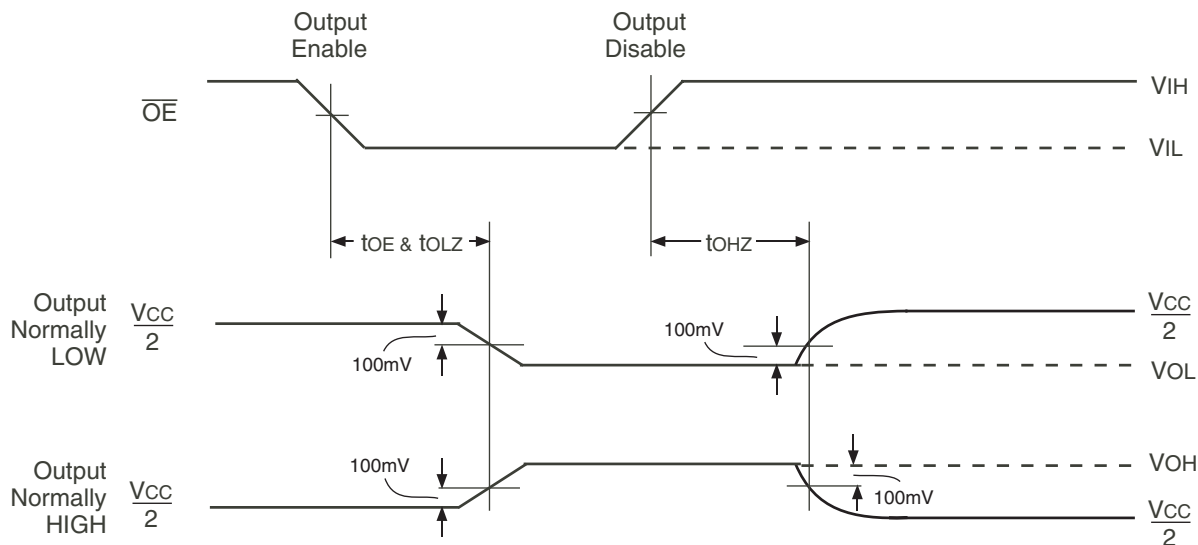 Output
Enable
Output
Disable
OE
VIH
VIL
tOE & tOLZ
tOHZ
Output
Normally
LOW
VCC
2
100mV
100mV
VCC
2
VOL
Output
Normally
HIGH
VCC
2
100mV
100mV
VOH
VCC
2